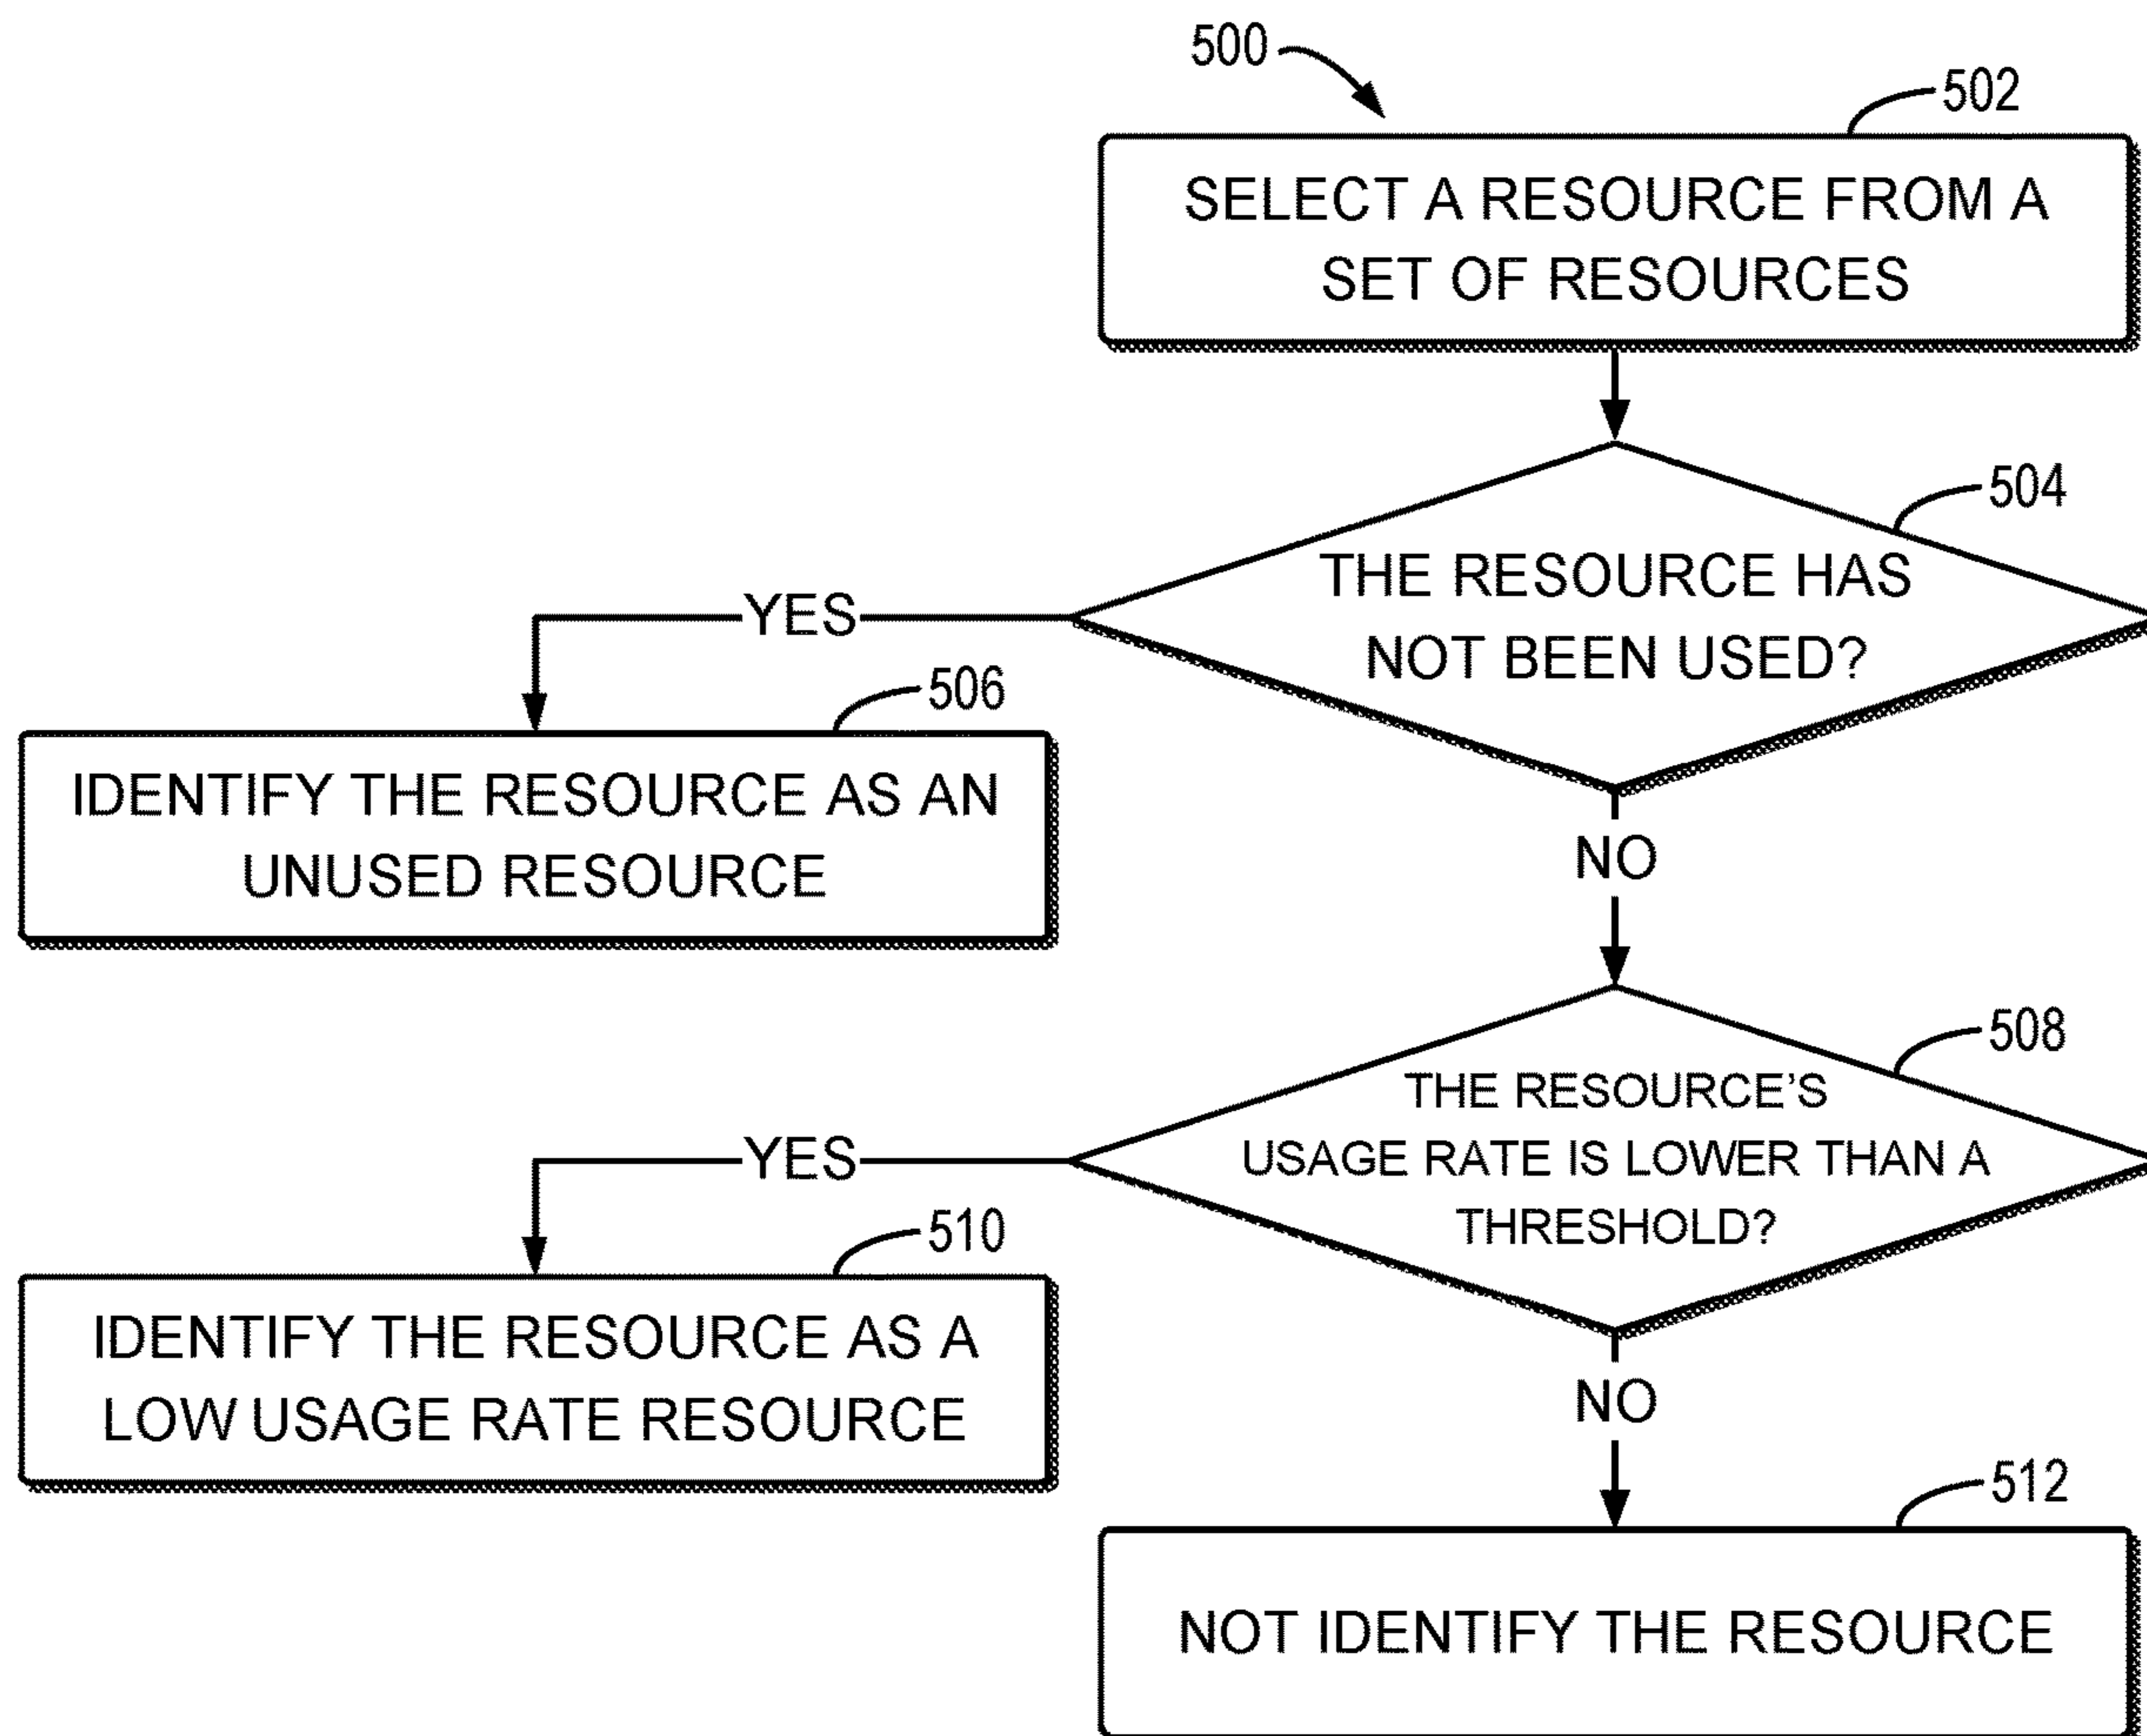 500
502
SELECT A RESOURCE FROM A
SET OF RESOURCES
504
THE RESOURCE HAS
NOT BEEN USED?
YES
506
IDENTIFY THE RESOURCE AS AN
UNUSED RESOURCE
NO
508
THE RESOURCE’S
USAGE RATE IS LOWER THAN A
THRESHOLD?
YES
510
IDENTIFY THE RESOURCE AS A
LOW USAGE RATE RESOURCE
NO
512
NOT IDENTIFY THE RESOURCE